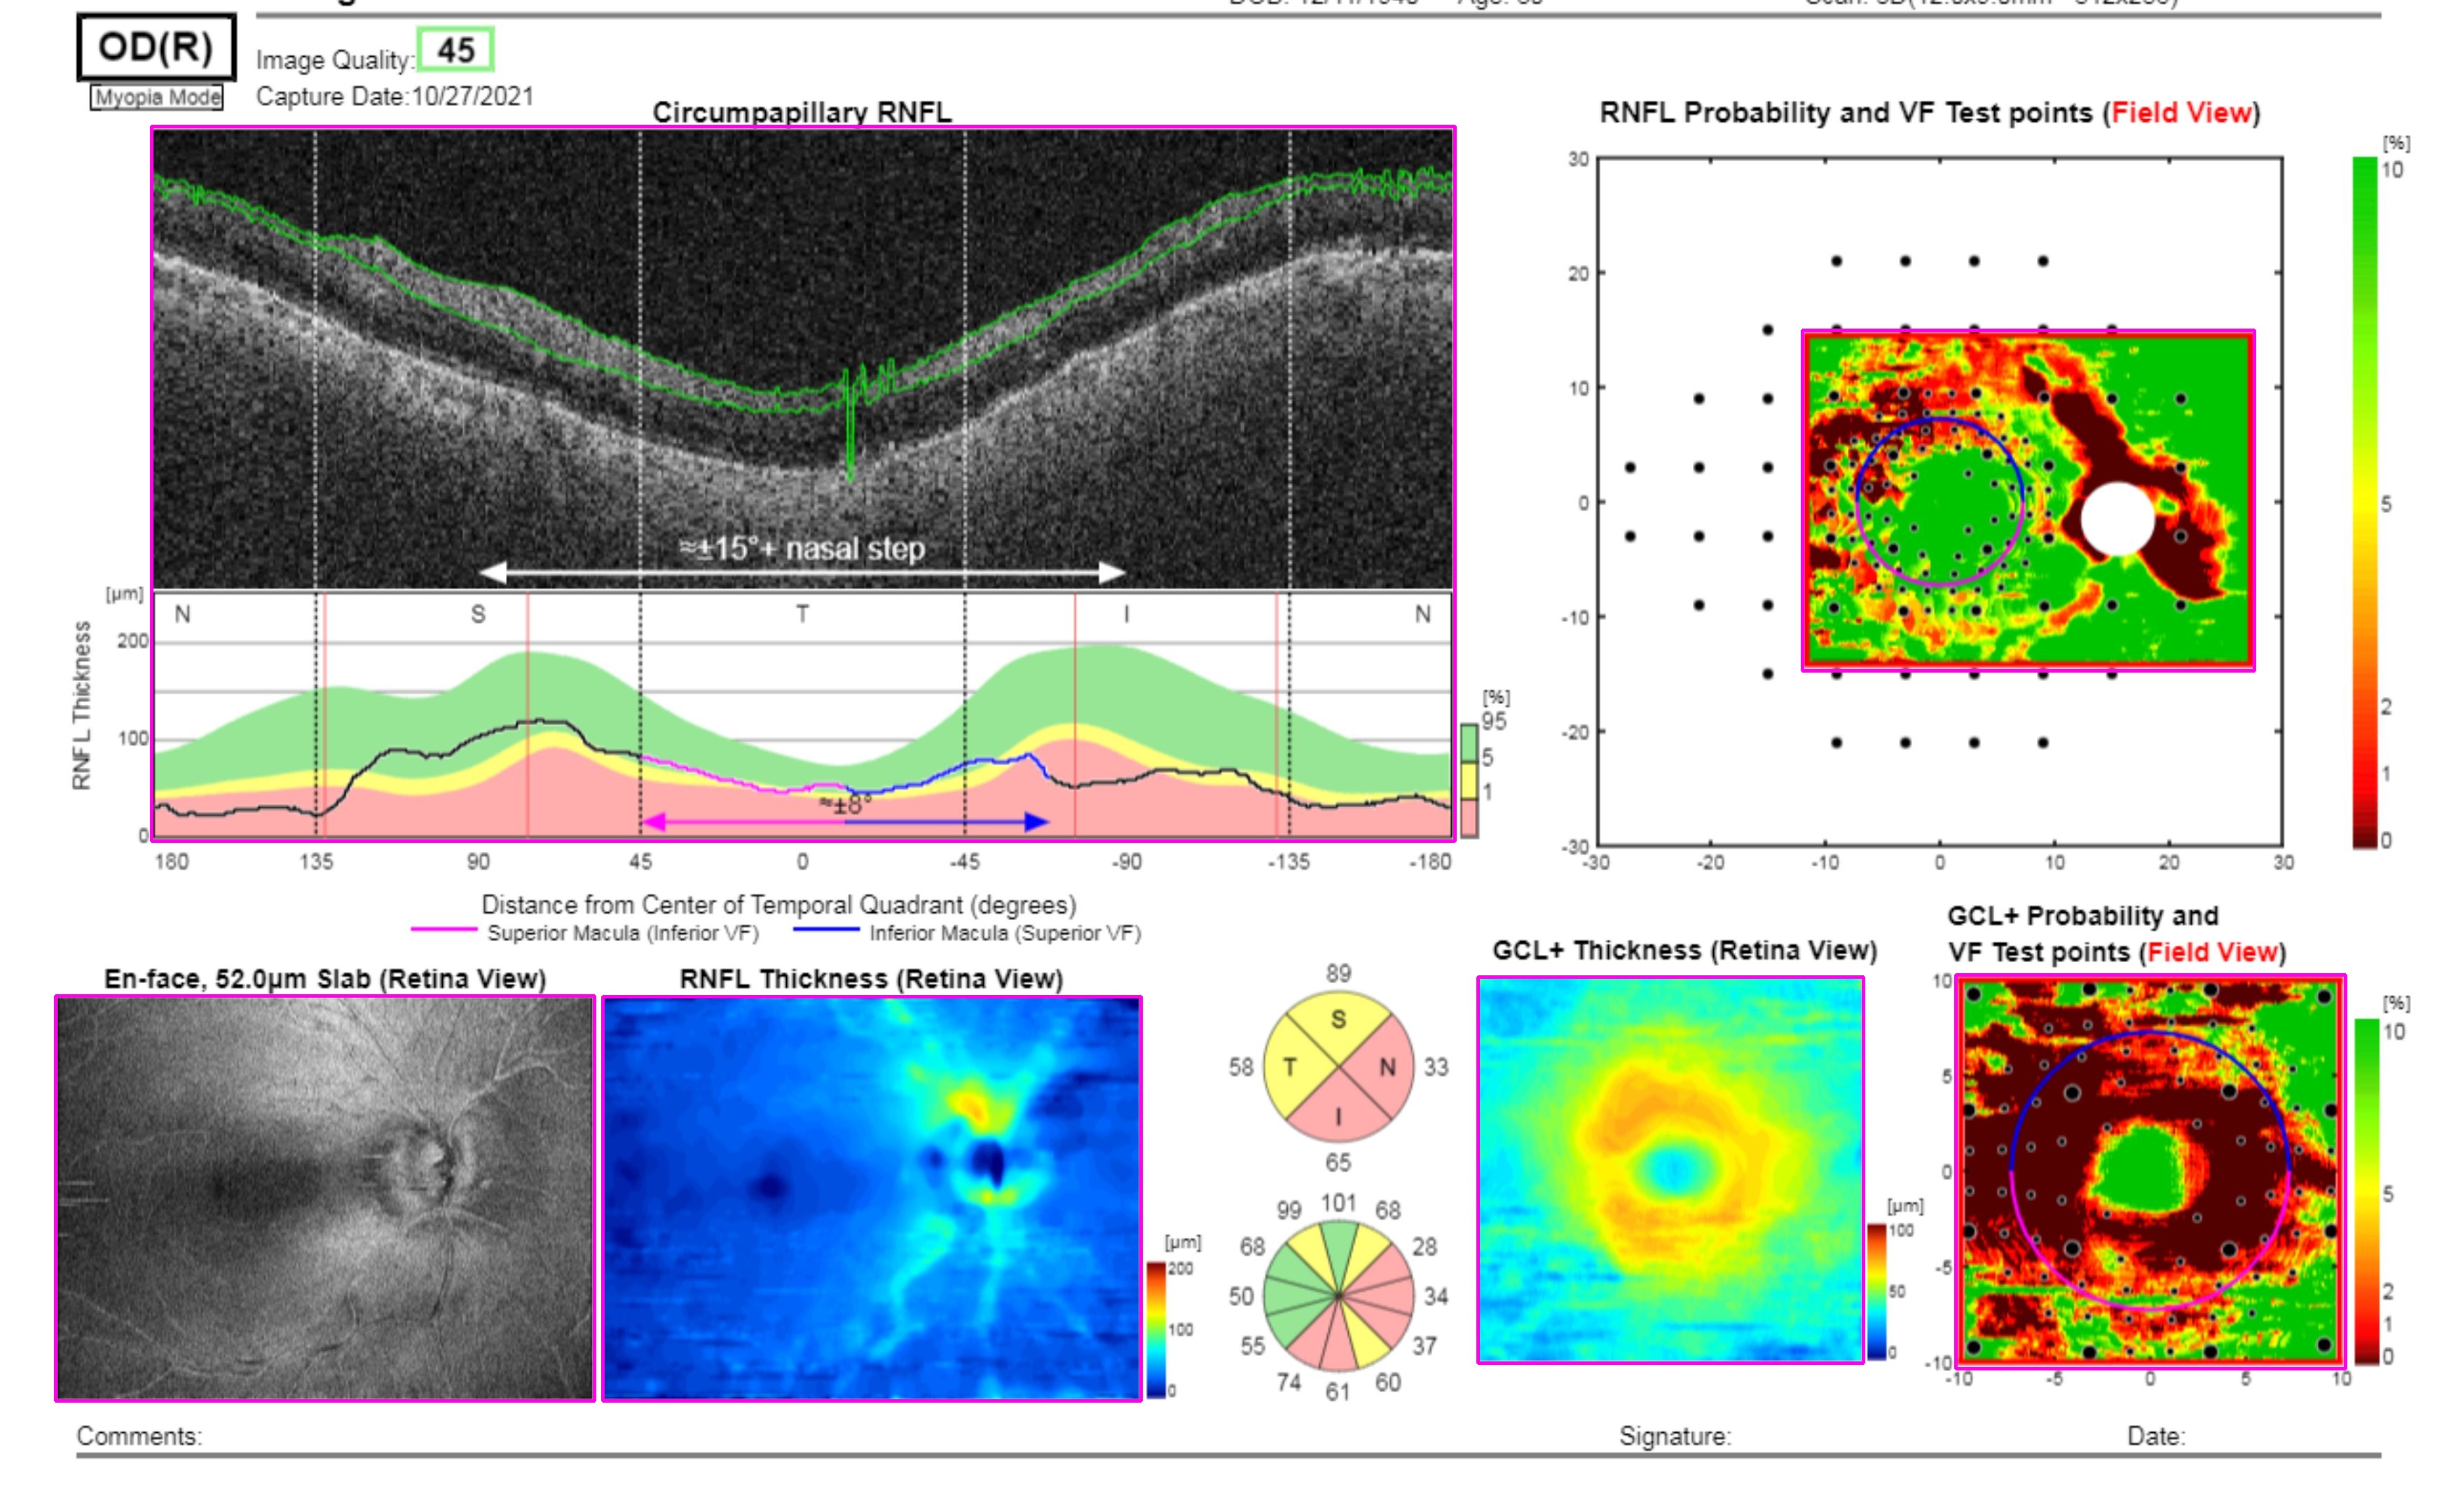 OD(R)
Myopia Mode
Image Quality: 45
Capture Date:10/27/2021
Circumpapillary RNFL
≈±15°+ nasal step
[µm]
RNFL Thickness
200
100
0
N S T I N
≈±8°
[%]
95
5
1
180 135 90 45 0 -45 -90 -135 -180
Distance from Center of Temporal Quadrant (degrees)
Superior Macula (Inferior VF) Inferior Macula (Superior VF)
RNFL Probability and VF Test points (Field View)
30
20
10
0
-10
-20
-30
-30 -20 -10 0 10 20 30
[%]
10
5
2
1
0
En-face, 52.0µm Slab (Retina View)
RNFL Thickness (Retina View)
[µm]
200
100
0
89
S
58 T N 33
I
65
99 101 68
68 28
50 34
55 37
74 61 60
GCL+ Thickness (Retina View)
[µm]
100
50
0
GCL+ Probability and
VF Test points (Field View)
10
5
0
-5
-10
-10 -5 0 5 10
[%]
10
5
2
1
0
Comments: Signature: Date: